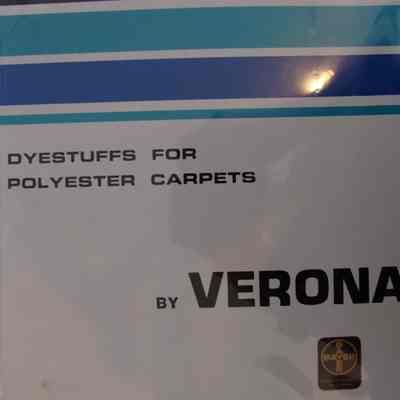 DYESTUFFS FOR
POLYESTER CARPETS
BY VERONA